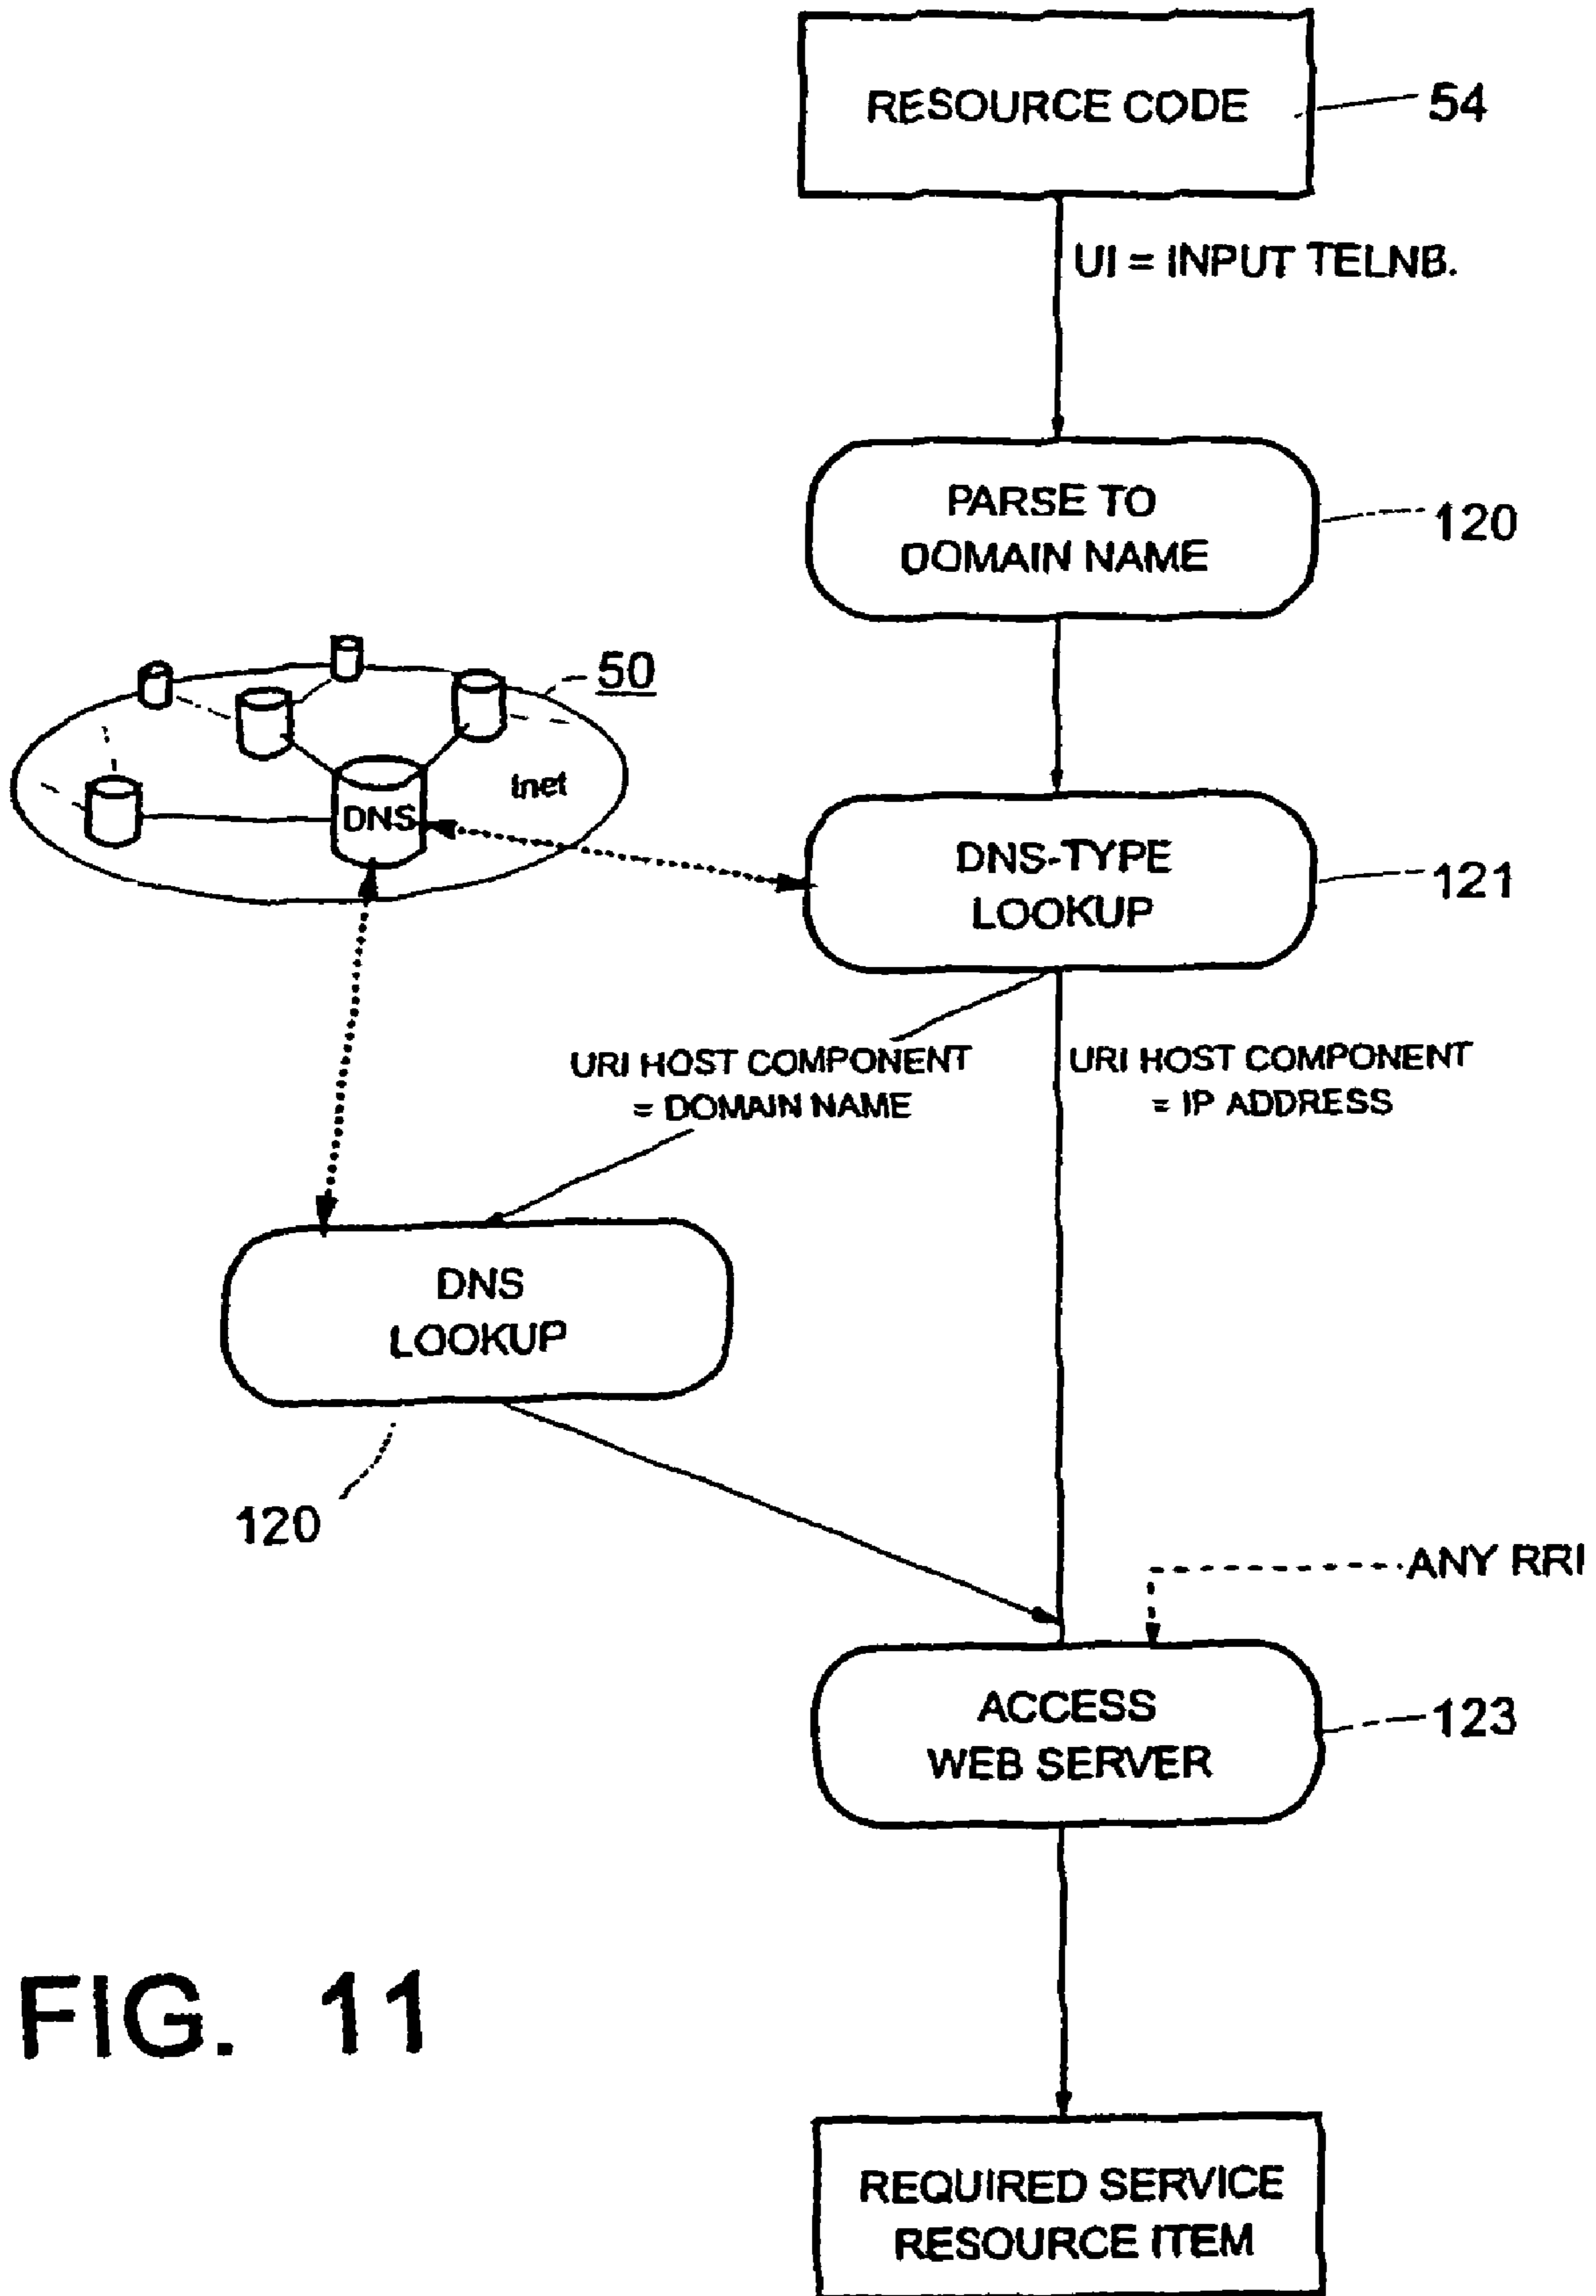 RESOURCE CODE
54
UI = INPUT TELNB.
PARSE TO
DOMAIN NAME
120
50
Inet
DNS
DNS-TYPE
LOOKUP
121
URI HOST COMPONENT
= DOMAIN NAME
URI HOST COMPONENT
= IP ADDRESS
DNS
LOOKUP
120
ANY RRI
ACCESS
WEB SERVER
123
FIG. 11
REQUIRED SERVICE
RESOURCE ITEM